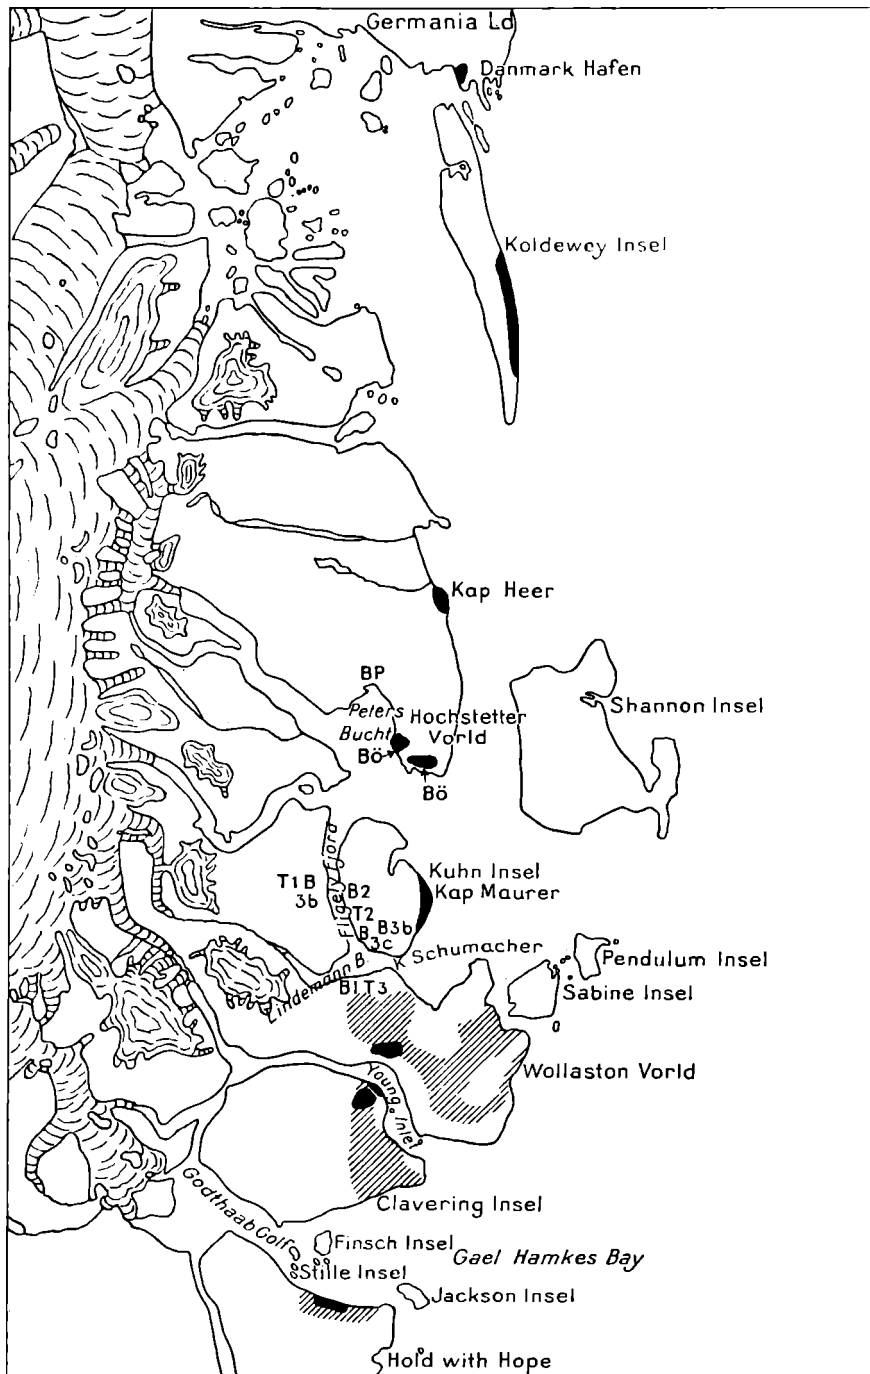 Germania Ld
Danmark Hafen
Koldewey Insel
Kap Heer
BP
Shannon Insel
Peters
Bucht
Hochstetter
Vorld
Bö
Bö
Flgely Fjord
Kuhn Insel
Kap Maurer
T1 B
3b
B2
T2
B3b
B
3c
K Schumacher
Lindemann B.
B1 T3
Pendulum Insel
Sabine Insel
Wollaston Vorld
Young Inlet
Clavering Insel
Godthaab Golf
Finsch Insel
Gael Hamkes Bay
Stille Insel
Jackson Insel
Hold with Hope